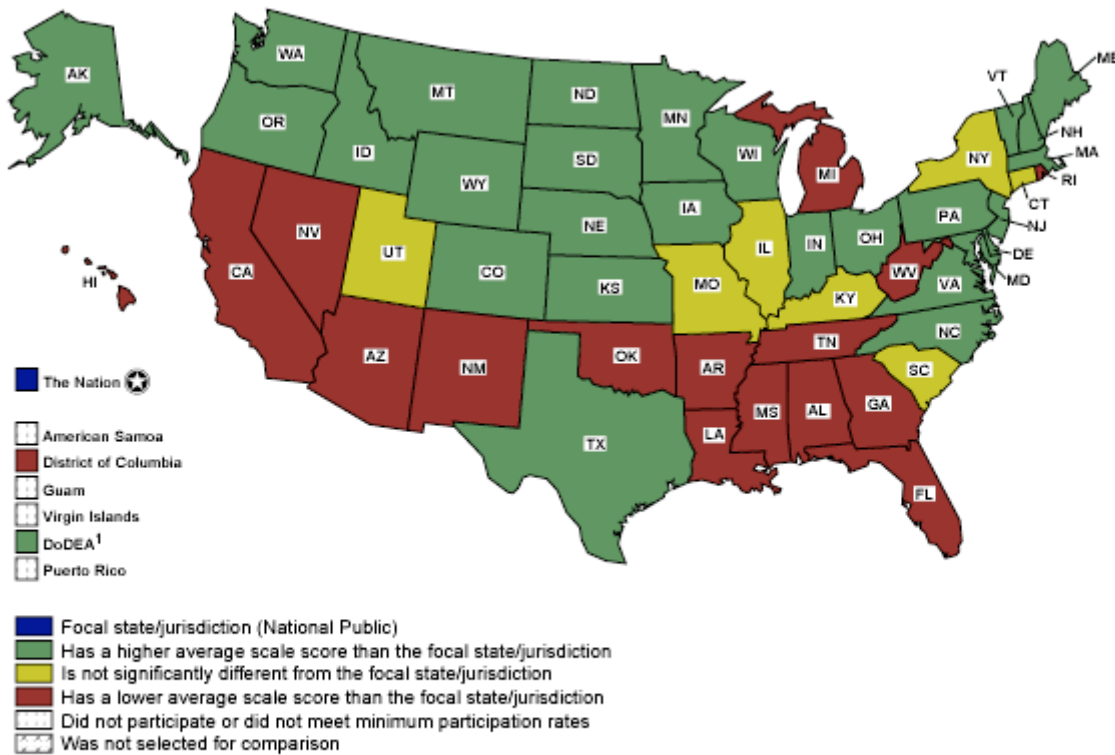 AK
WA
OR
ID
MT
WY
ND
SD
NE
KS
CO
MN
IA
WI
MI
IN
OH
PA
NY
VT
ME
NH
MA
RI
CT
NJ
DE
MD
VA
WV
NC
SC
KY
IL
MO
UT
NV
CA
HI
AZ
NM
OK
AR
TN
TX
LA
MS
AL
GA
FL
The Nation
American Samoa
District of Columbia
Guam
Virgin Islands
DoDEA1
Puerto Rico
Focal state/jurisdiction (National Public)
Has a higher average scale score than the focal state/jurisdiction
Is not significantly different from the focal state/jurisdiction
Has a lower average scale score than the focal state/jurisdiction
Did not participate or did not meet minimum participation rates
Was not selected for comparison